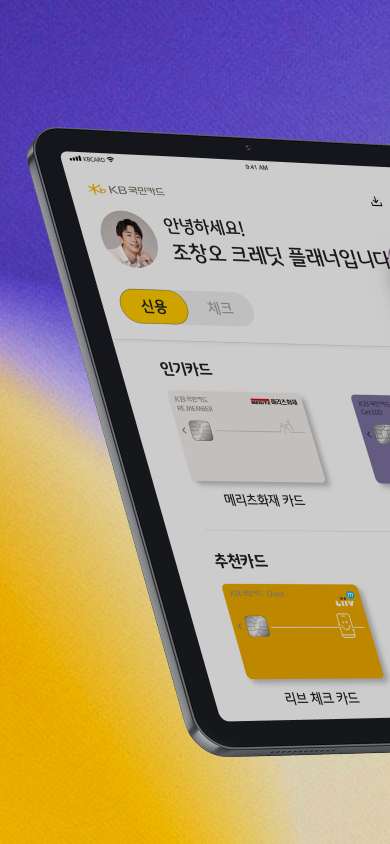 KBCARD
9:41 AM
KB국민카드
안녕하세요!
조창오 크레딧 플래너입니다
신용
체크
인기카드
KB국민카드
RE.MEMBER
메리츠화재
KB국민카드
Get100
메리츠화재 카드
추천카드
KB국민카드 Check
m
Liiv
리브 체크 카드